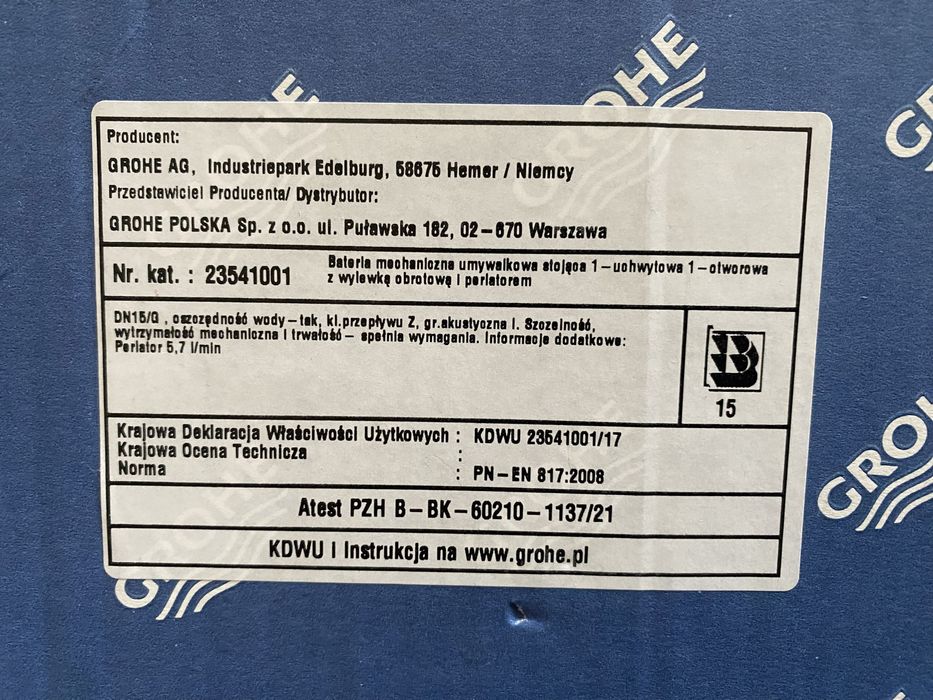 GROHE
GROHE
Producent:
GROHE AG, Industriepark Edelburg, 58675 Hemer / Niemcy
Przedstawiciel Producenta/ Dystrybutor:
GROHE POLSKA Sp. z o.o. ul. Puławska 182, 02-670 Warszawa
Nr. kat. : 23541001
Bateria mechaniczna umywalkowa stojąca 1-uchwytowa 1-otworowa
z wylewką obrotową i perlatorem
DN15/G , oszczędność wody-tak, kl.przepływu Z, gr.akustyczna I. Szczelność,
wytrzymałość mechaniczna i trwałość- spełnia wymagania. Informacje dodatkowe:
Perlator 5,7 l/min
B
15
Krajowa Deklaracja Właściwości Użytkowych : KDWU 23541001/17
Krajowa Ocena Techniczna :
Norma : PN-EN 817:2008
Atest PZH B-BK-60210-1137/21
KDWU i Instrukcja na www.grohe.pl
GROHE